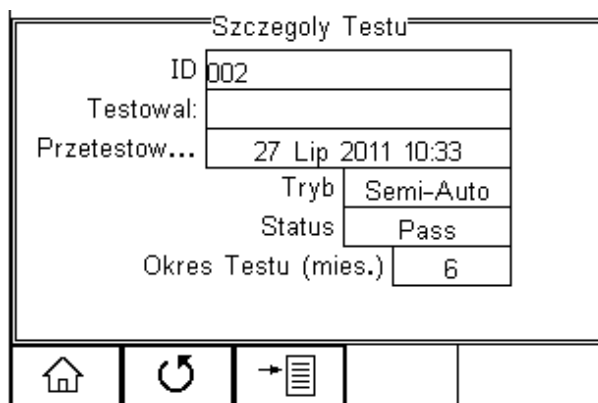 Szczegoly Testu
ID 002
Testowal:
Przetestow... 27 Lip 2011 10:33
Tryb Semi-Auto
Status Pass
Okres Testu (mies.) 6